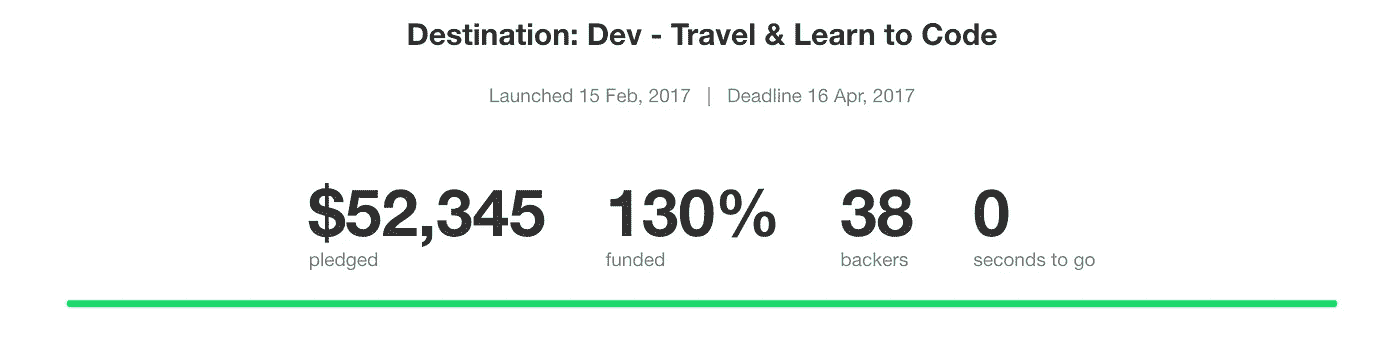 Destination: Dev - Travel & Learn to Code
Launched 15 Feb, 2017 | Deadline 16 Apr, 2017
$52,345 130% 38 0
pledged funded backers seconds to go